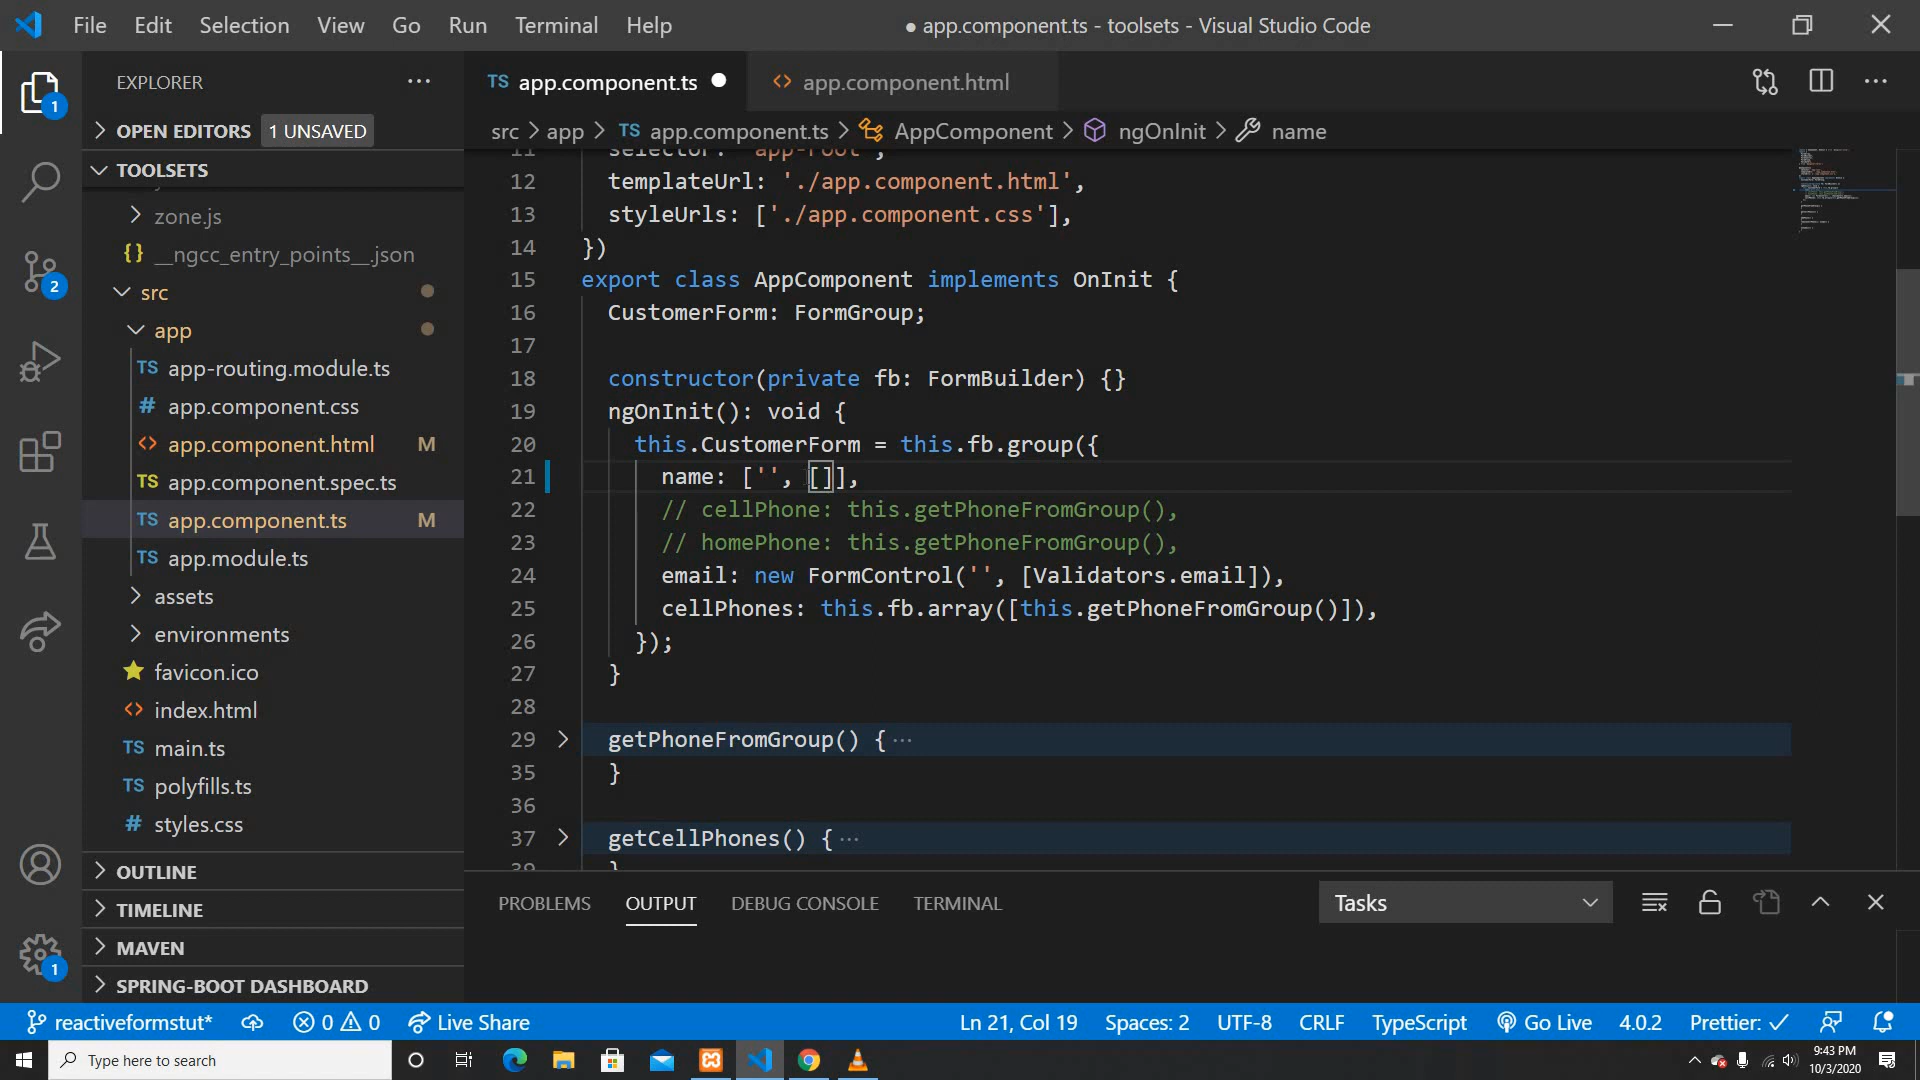 File Edit Selection View Go Run Terminal Help
● app.component.ts - toolsets - Visual Studio Code
EXPLORER
OPEN EDITORS 1 UNSAVED
TOOLSETS
zone.js
{} __ngcc_entry_points__.json
src
app
TS app-routing.module.ts
# app.component.css
<> app.component.html M
TS app.component.spec.ts
TS app.component.ts M
TS app.module.ts
assets
environments
favicon.ico
<> index.html
TS main.ts
TS polyfills.ts
# styles.css
OUTLINE
TIMELINE
MAVEN
SPRING-BOOT DASHBOARD
1
2
1
TS app.component.ts ●
<> app.component.html
src > app > TS app.component.ts > AppComponent > ngOnInit > name
11 selector: 'app-root',
12 templateUrl: './app.component.html',
13 styleUrls: ['./app.component.css'],
14 })
15 export class AppComponent implements OnInit {
16 CustomerForm: FormGroup;
17
18 constructor(private fb: FormBuilder) {}
19 ngOnInit(): void {
20 this.CustomerForm = this.fb.group({
21 name: ['', []],
22 // cellPhone: this.getPhoneFromGroup(),
23 // homePhone: this.getPhoneFromGroup(),
24 email: new FormControl('', [Validators.email]),
25 cellPhones: this.fb.array([this.getPhoneFromGroup()]),
26 });
27 }
28
29 getPhoneFromGroup() { ···
35 }
36
37 getCellPhones() { ···
39 }
PROBLEMS OUTPUT DEBUG CONSOLE TERMINAL
Tasks
reactiveformstut* 0 0 Live Share
Ln 21, Col 19 Spaces: 2 UTF-8 CRLF TypeScript Go Live 4.0.2 Prettier: ✓
Type here to search
9:43 PM
10/3/2020